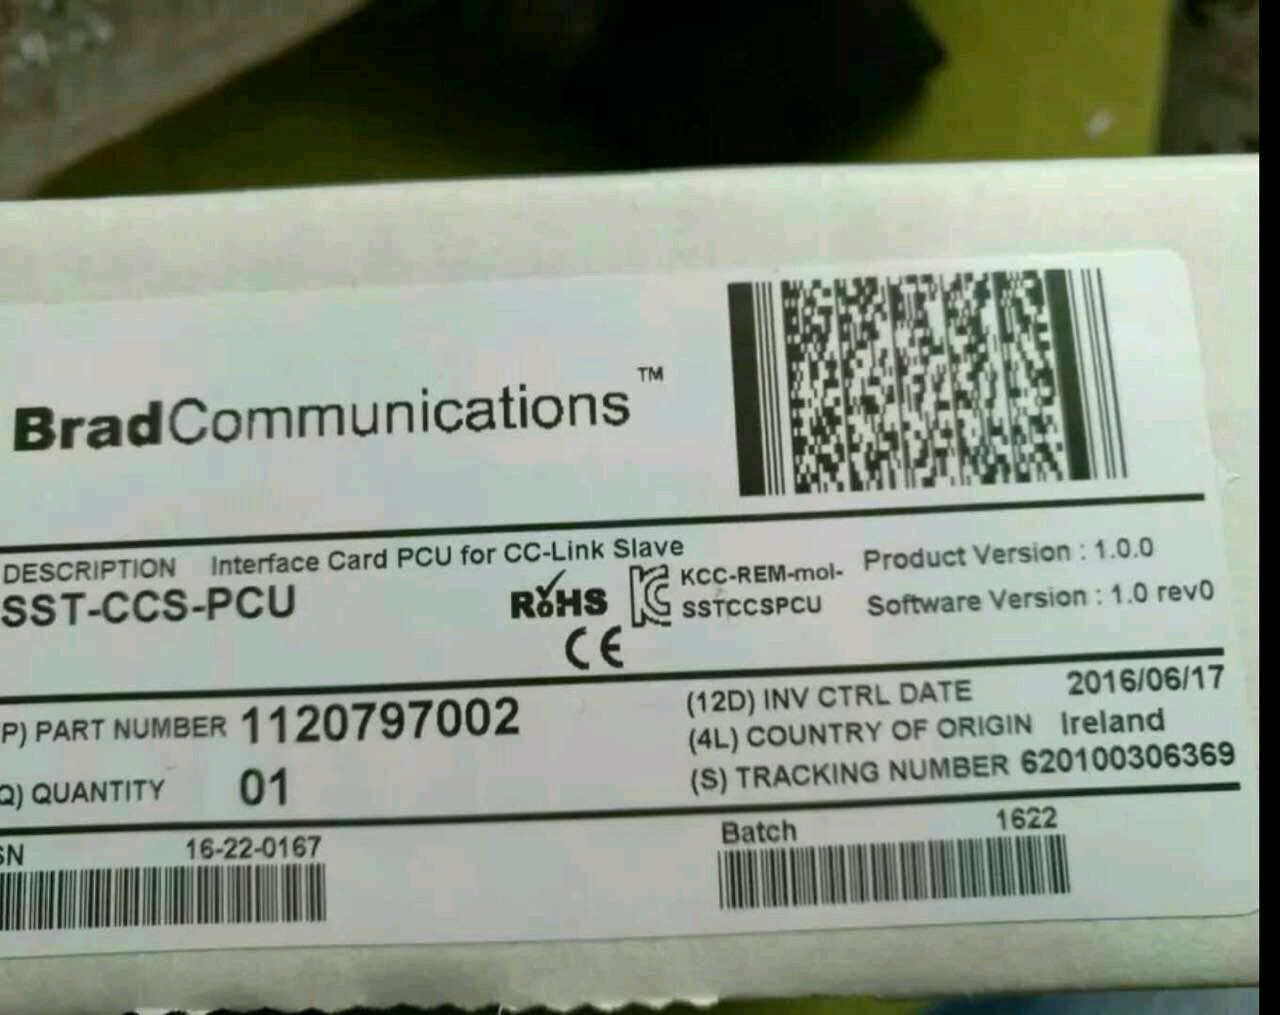 BradCommunications™
DESCRIPTION Interface Card PCU for CC-Link Slave
SST-CCS-PCU
RoHS
CE
KCC-REM-mol-
SSTCCSPCU
Product Version : 1.0.0
Software Version : 1.0 rev0
P) PART NUMBER 1120797002
Q) QUANTITY 01
(12D) INV CTRL DATE 2016/06/17
(4L) COUNTRY OF ORIGIN Ireland
(S) TRACKING NUMBER 620100306369
SN 16-22-0167
Batch 1622